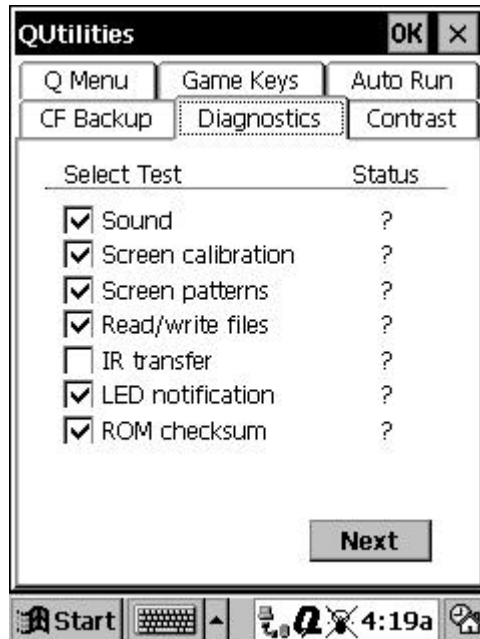 QUtilities OK ×
Q Menu Game Keys Auto Run
CF Backup Diagnostics Contrast
Select Test Status
Sound ?
Screen calibration ?
Screen patterns ?
Read/write files ?
IR transfer ?
LED notification ?
ROM checksum ?
Next
Start Q 4:19a